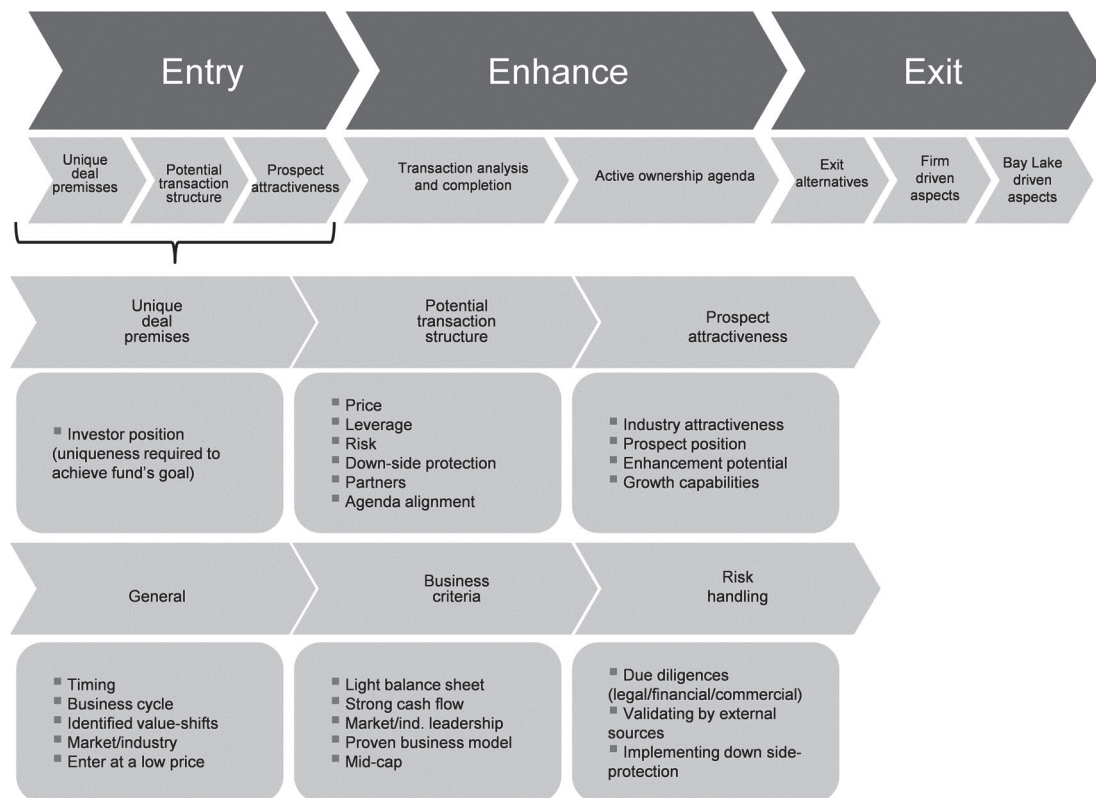 Entry
Enhance
Exit
Unique
deal
premisses
Potential
transaction
structure
Prospect
attractiveness
Transaction analysis
and completion
Active ownership agenda
Exit
alternatives
Firm
driven
aspects
Bay Lake
driven
aspects
Unique
deal
premises
Potential
transaction
structure
Prospect
attractiveness
■ Investor position
(uniqueness required to
achieve fund's goal)
■ Price
■ Leverage
■ Risk
■ Down-side protection
■ Partners
■ Agenda alignment
■ Industry attractiveness
■ Prospect position
■ Enhancement potential
■ Growth capabilities
General
Business
criteria
Risk
handling
■ Timing
■ Business cycle
■ Identified value-shifts
■ Market/industry
■ Enter at a low price
■ Light balance sheet
■ Strong cash flow
■ Market/ind. leadership
■ Proven business model
■ Mid-cap
■ Due diligences
(legal/financial/commercial)
■ Validating by external
sources
■ Implementing down side-
protection